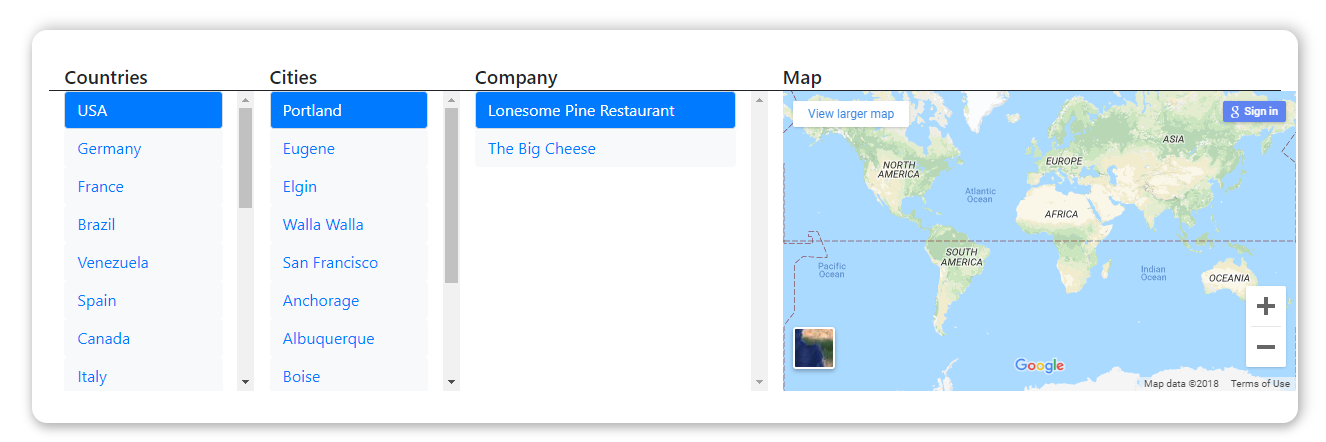 Countries
USA
Germany
France
Brazil
Venezuela
Spain
Canada
Italy
Cities
Portland
Eugene
Elgin
Walla Walla
San Francisco
Anchorage
Albuquerque
Boise
Company
Lonesome Pine Restaurant
The Big Cheese
Map
View larger map
g Sign in
NORTH
AMERICA
EUROPE
ASIA
Atlantic
Ocean
AFRICA
SOUTH
AMERICA
Pacific
Ocean
Indian
Ocean
OCEANIA
+
−
Google
Map data ©2018
Terms of Use